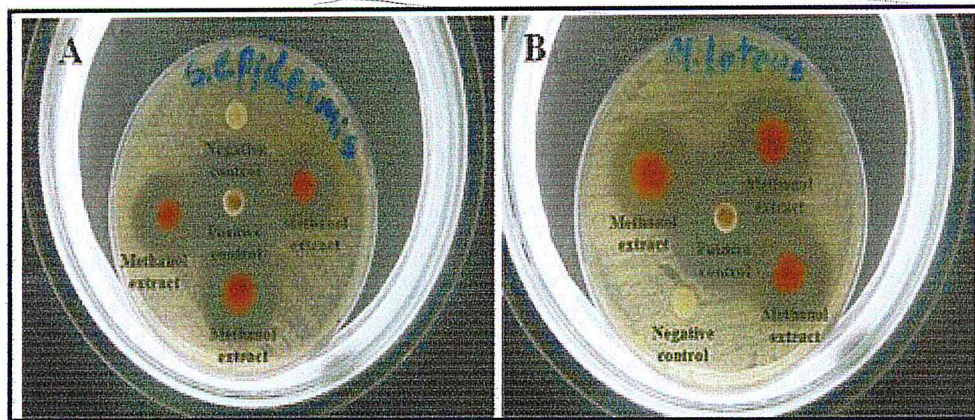 A
S. epidermis
Negative
control
Methanol
extract
Positive
control
Methanol
extract
Methanol
extract
B
M. luteus
Methanol
extract
Methanol
extract
Positive
control
Methanol
extract
Negative
control